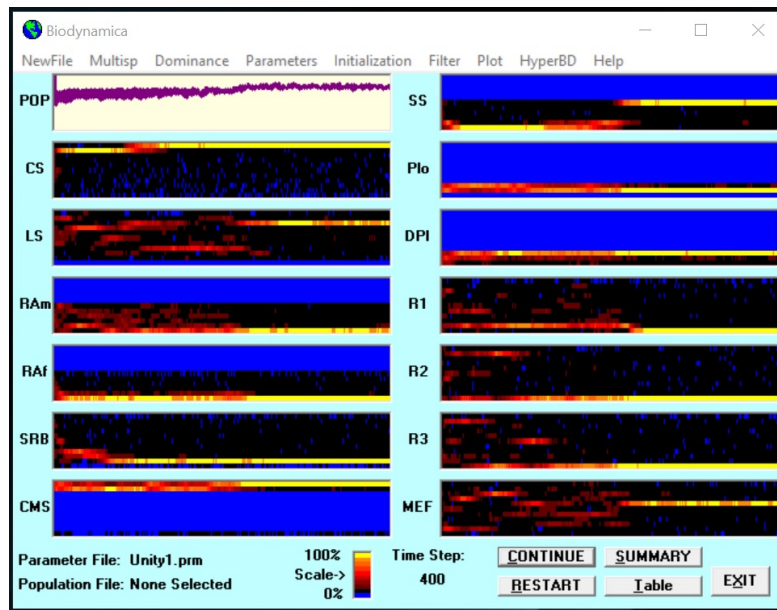 Biodynamica
NewFile Multisp Dominance Parameters Initialization Filter Plot HyperBD Help
POP SS
CS Plo
LS DPI
RAm R1
RAf R2
SRB R3
CMS MEF
Parameter File: Unity1.prm 100% Time Step: CONTINUE SUMMARY
Population File: None Selected Scale-> 400 RESTART Table EXIT
0%